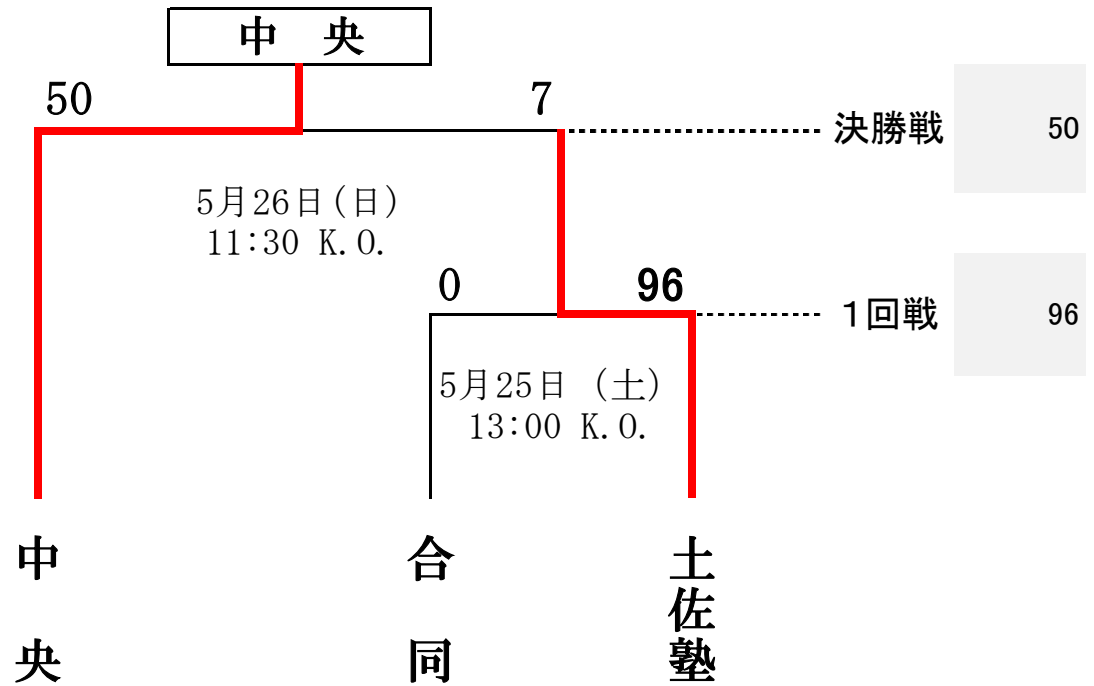 中 央
50 7 決勝戦 50
5月26日(日)
11:30 K.O.
0 96 1回戦 96
5月25日 (土)
13:00 K.O.
中央
合同
土佐塾